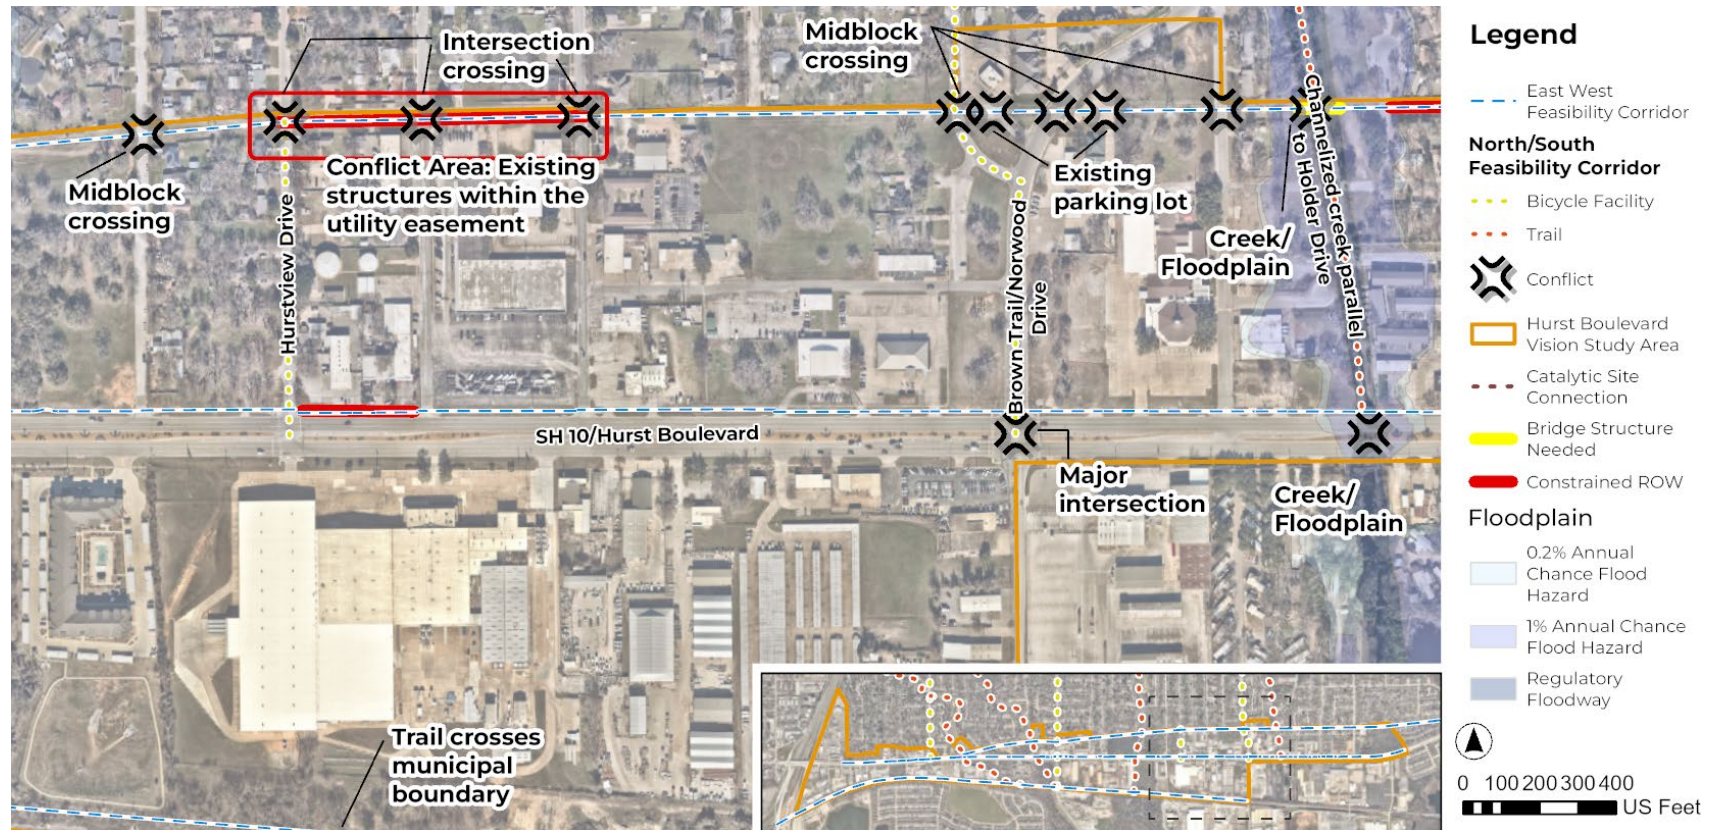 Intersection
crossing
Midblock
crossing
Midblock
crossing
Conflict Area: Existing
structures within the
utility easement
Existing
parking lot
Creek/
Floodplain
Channelized creek parallel
to Holder Drive
Hurstview Drive
Brown Trail/Norwood
Drive
SH 10/Hurst Boulevard
Major
intersection
Creek/
Floodplain
Trail crosses
municipal
boundary
Legend
East West
Feasibility Corridor
North/South
Feasibility Corridor
Bicycle Facility
Trail
Conflict
Hurst Boulevard
Vision Study Area
Catalytic Site
Connection
Bridge Structure
Needed
Constrained ROW
Floodplain
0.2% Annual
Chance Flood
Hazard
1% Annual Chance
Flood Hazard
Regulatory
Floodway
0 100 200 300 400
US Feet